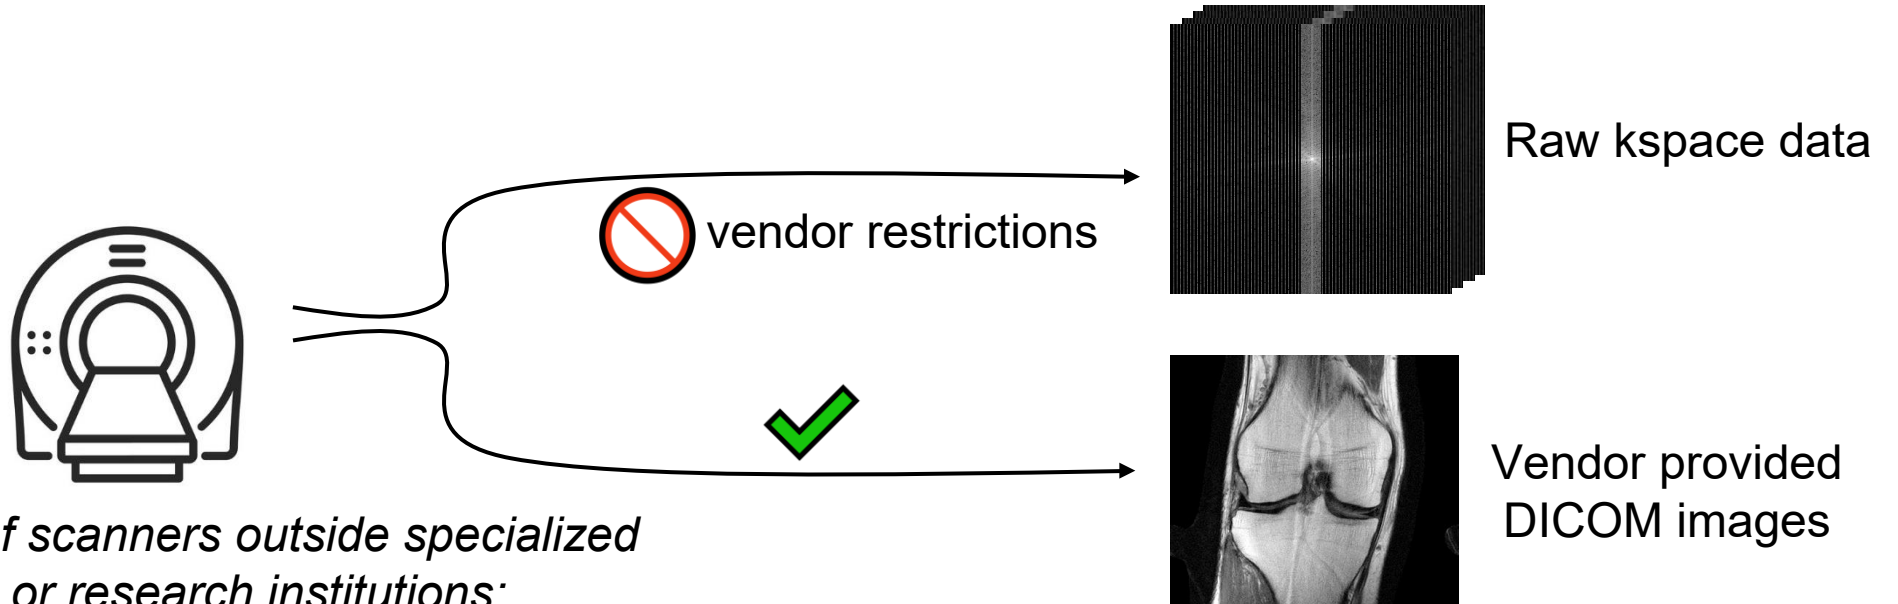 Raw kspace data
vendor restrictions
Vendor provided
DICOM images
f scanners outside specialized
or research institutions: